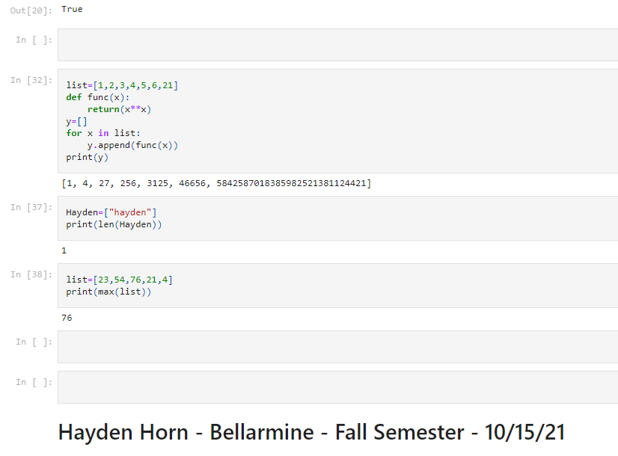 Out[20]: True
In [ ]:
In [32]:
list=[1,2,3,4,5,6,21]
def func(x):
    return(x**x)
y=[]
for x in list:
    y.append(func(x))
print(y)
[1, 4, 27, 256, 3125, 46656, 5842587018385982521381124421]
In [37]:
Hayden=["hayden"]
print(len(Hayden))
1
In [38]:
list=[23,54,76,21,4]
print(max(list))
76
In [ ]:
In [ ]:
Hayden Horn - Bellarmine - Fall Semester - 10/15/21